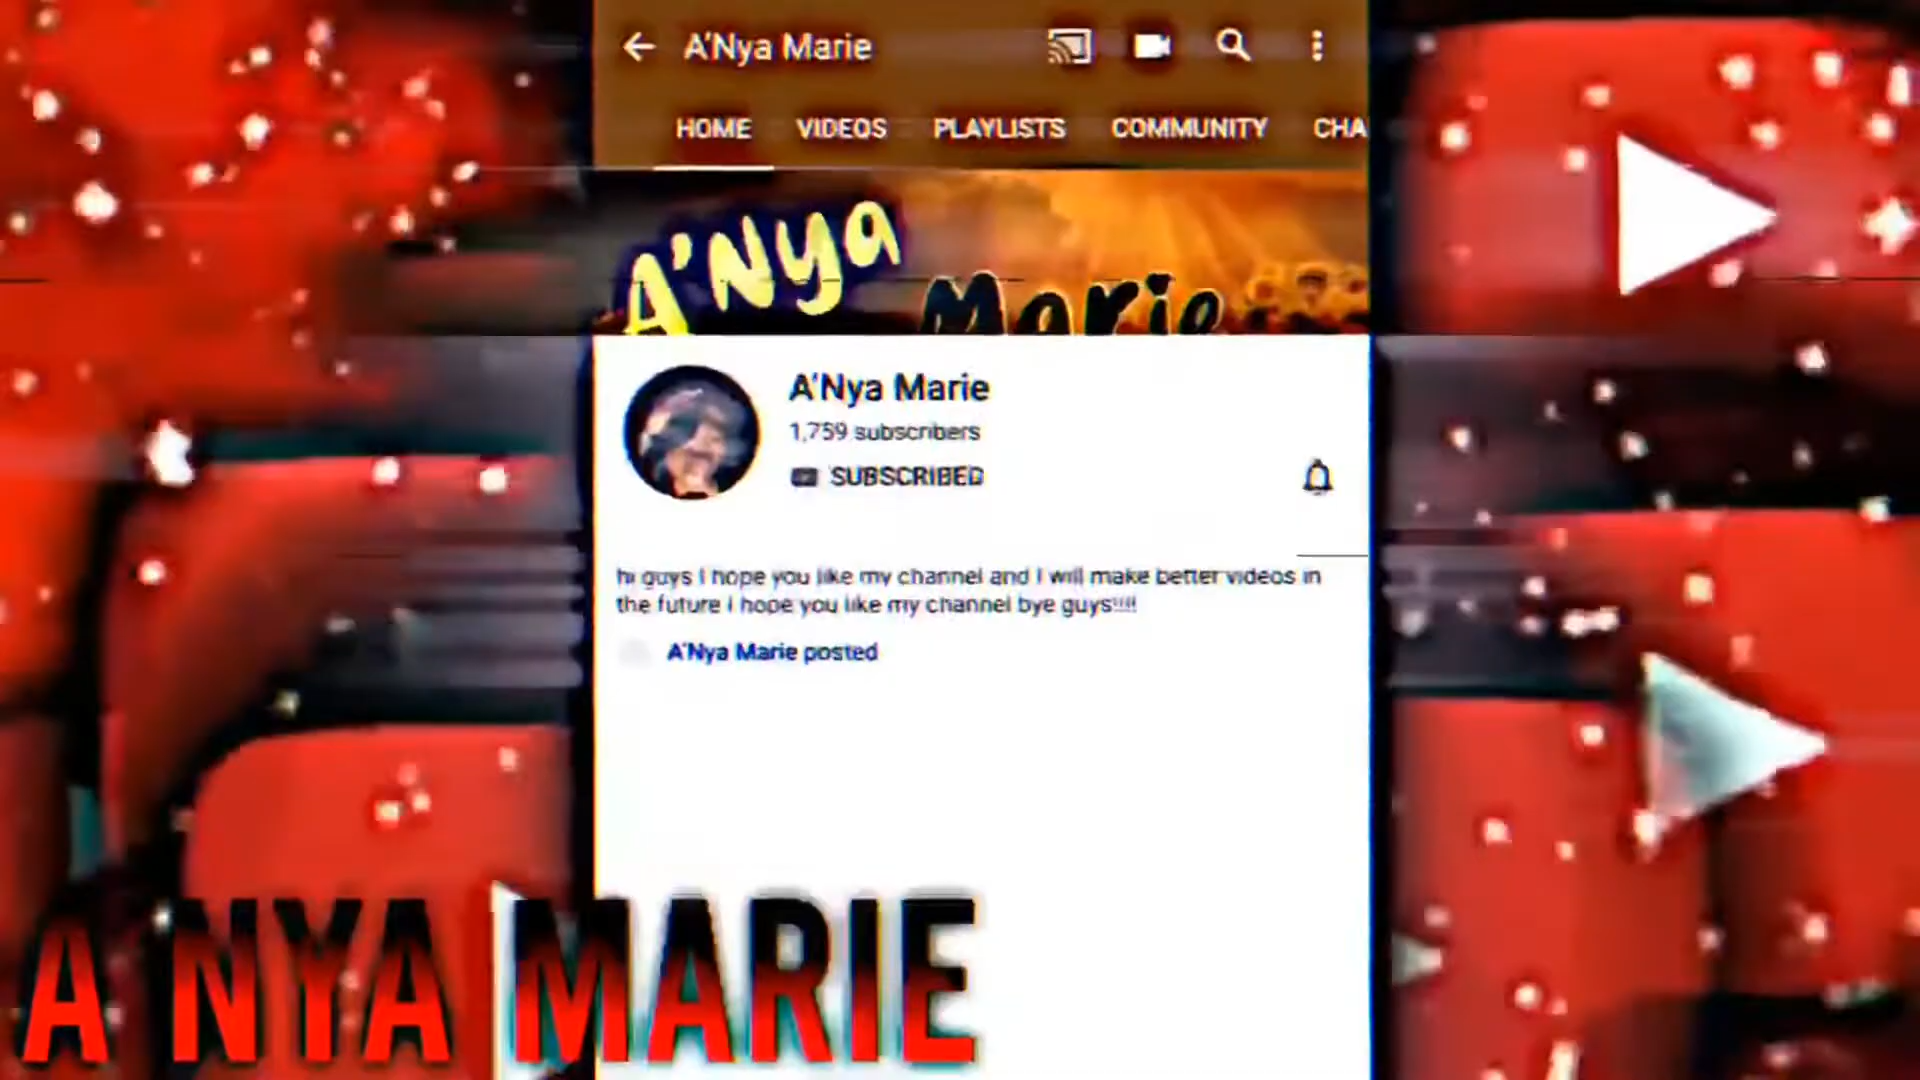 A'Nya Marie
HOME VIDEOS PLAYLISTS COMMUNITY CHA
A'Nya
Marie
A'Nya Marie
1,759 subscribers
SUBSCRIBED
hi guys I hope you like my channel and I will make better videos in
the future I hope you like my channel bye guys!!!!
A'Nya Marie posted
A NYA MARIE